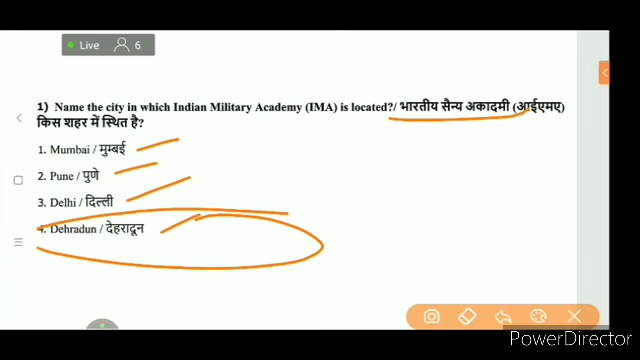 Live 6
1) Name the city in which Indian Military Academy (IMA) is located?/ भारतीय सैन्य अकादमी (आईएमए)
किस शहर में स्थित है?
1. Mumbai / मुम्बई
2. Pune / पुणे
3. Delhi / दिल्ली
4. Dehradun / देहरादून
PowerDirector